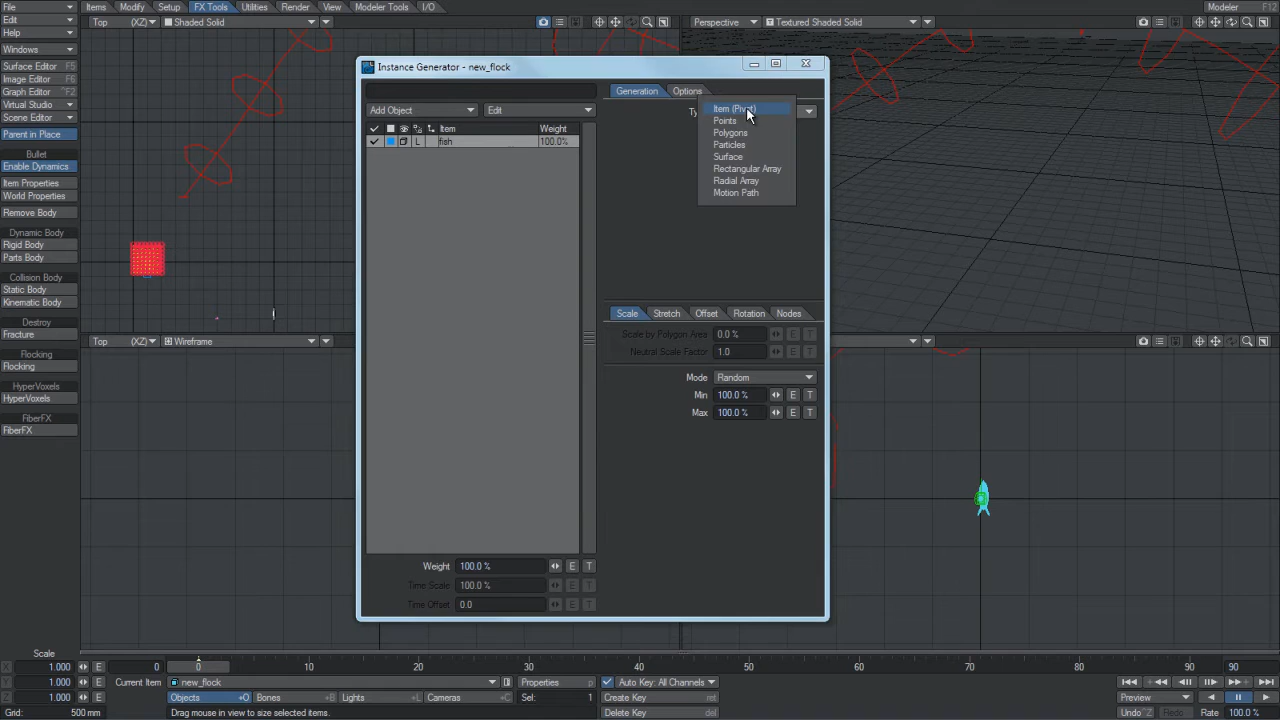 File
Edit
Help
Windows
Surface Editor F5
Image Editor F6
Graph Editor F2
Virtual Studio
Scene Editor
Parent in Place
Bullet
Enable Dynamics
Item Properties
World Properties
Remove Body
Dynamic Body
Rigid Body
Parts Body
Collision Body
Static Body
Kinematic Body
Destroy
Fracture
Flocking
Flocking
HyperVoxels
HyperVoxels
FiberFX
FiberFX
Items Modify Setup FX Tools Utilities Render View Modeler Tools I/O Modeler F12
Top (XZ) Shaded Solid
Perspective Textured Shaded Solid
Top (XZ) Wireframe
Instance Generator - new_flock
Add Object Edit
Item Weight
L fish 100.0%
Weight 100.0 % E T
Time Scale 100.0 % E T
Time Offset 0.0 E T
Generation Options
Ty
Item (Pivot)
Points
Polygons
Particles
Surface
Rectangular Array
Radial Array
Motion Path
Scale Stretch Offset Rotation Nodes
Scale by Polygon Area 0.0 % E T
Neutral Scale Factor 1.0 E T
Mode Random
Min 100.0 % E T
Max 100.0 % E T
Scale
X 1.000 E
Y 1.000 E
Z 1.000 E
Grid: 500 mm
0 0 10 20 30 40 50 60 70 80 90 90
Current Item new_flock Properties p
Objects +O Bones +B Lights +L Cameras +C Sel: 1
Drag mouse in view to size selected items.
Auto Key: All Channels
Create Key ret
Delete Key del
Preview
Undo ^Z Redo Z Rate 100.0 %